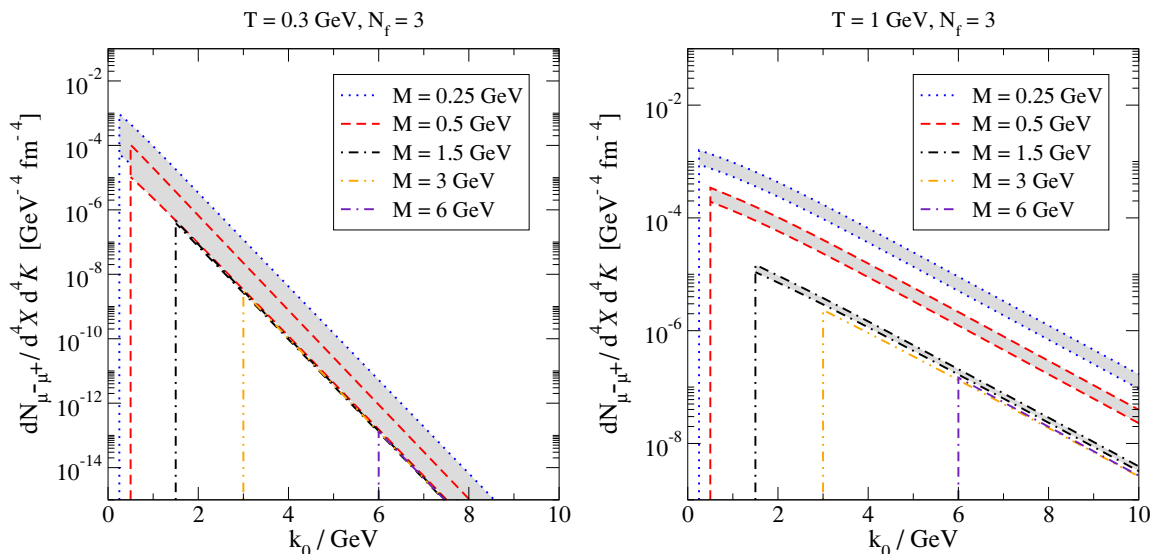 T = 0.3 GeV, N_f = 3
dN_μ⁻μ⁺ / d⁴X d⁴K [GeV⁻⁴ fm⁻⁴]
10⁻²
10⁻⁴
10⁻⁶
10⁻⁸
10⁻¹⁰
10⁻¹²
10⁻¹⁴
M = 0.25 GeV
M = 0.5 GeV
M = 1.5 GeV
M = 3 GeV
M = 6 GeV
0 2 4 6 8 10
k₀ / GeV
T = 1 GeV, N_f = 3
dN_μ⁻μ⁺ / d⁴X d⁴K [GeV⁻⁴ fm⁻⁴]
10⁻²
10⁻⁴
10⁻⁶
10⁻⁸
M = 0.25 GeV
M = 0.5 GeV
M = 1.5 GeV
M = 3 GeV
M = 6 GeV
0 2 4 6 8 10
k₀ / GeV